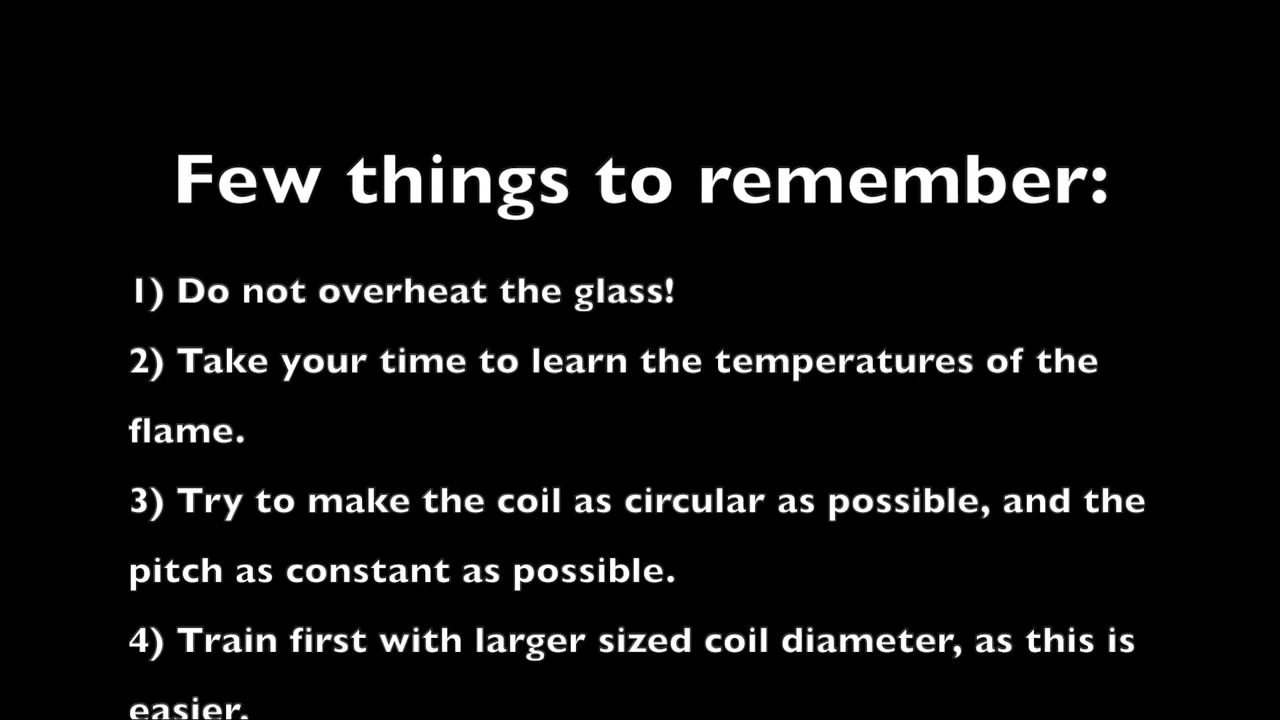 Few things to remember:
1) Do not overheat the glass!
2) Take your time to learn the temperatures of the
flame.
3) Try to make the coil as circular as possible, and the
pitch as constant as possible.
4) Train first with larger sized coil diameter, as this is
easier.